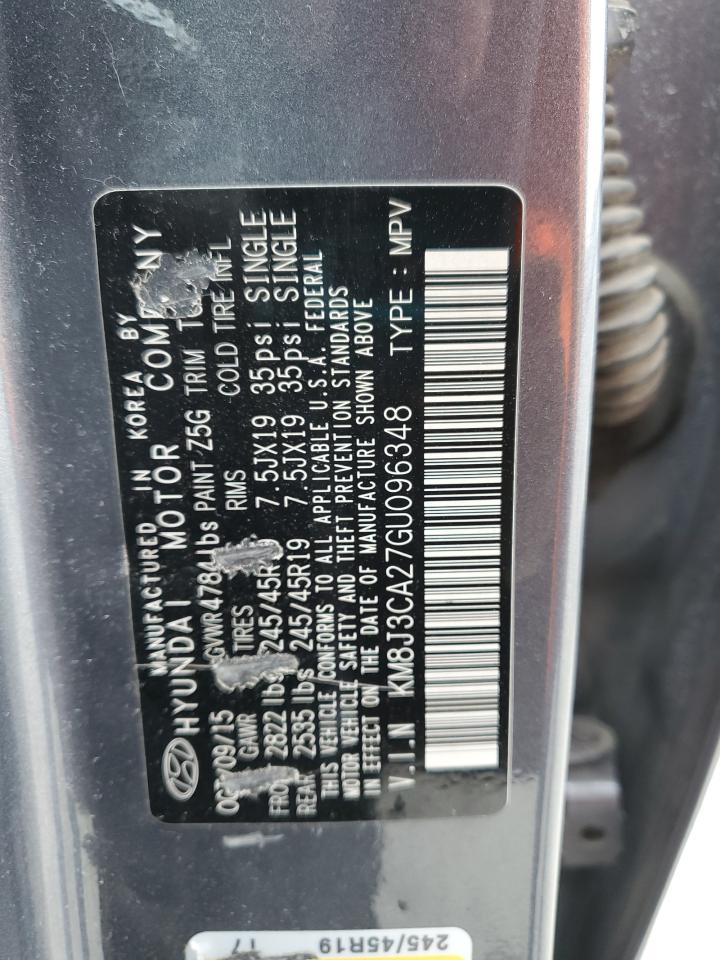 MANUFACTURED IN KOREA BY
HYUNDAI MOTOR COMPANY
09/15 GVWR 4784 lbs PAINT Z5G TRIM
GAWR TIRES RIMS COLD TIRE INFL
FRONT 2822 lbs 245/45R19 7.5JX19 35psi SINGLE
REAR 2535 lbs 245/45R19 7.5JX19 35psi SINGLE
THIS VEHICLE CONFORMS TO ALL APPLICABLE U.S.A. FEDERAL
MOTOR VEHICLE SAFETY AND THEFT PREVENTION STANDARDS
IN EFFECT ON THE DATE OF MANUFACTURE SHOWN ABOVE
V.I.N KM8J3CA27GU096348 TYPE : MPV
245/45R19
17